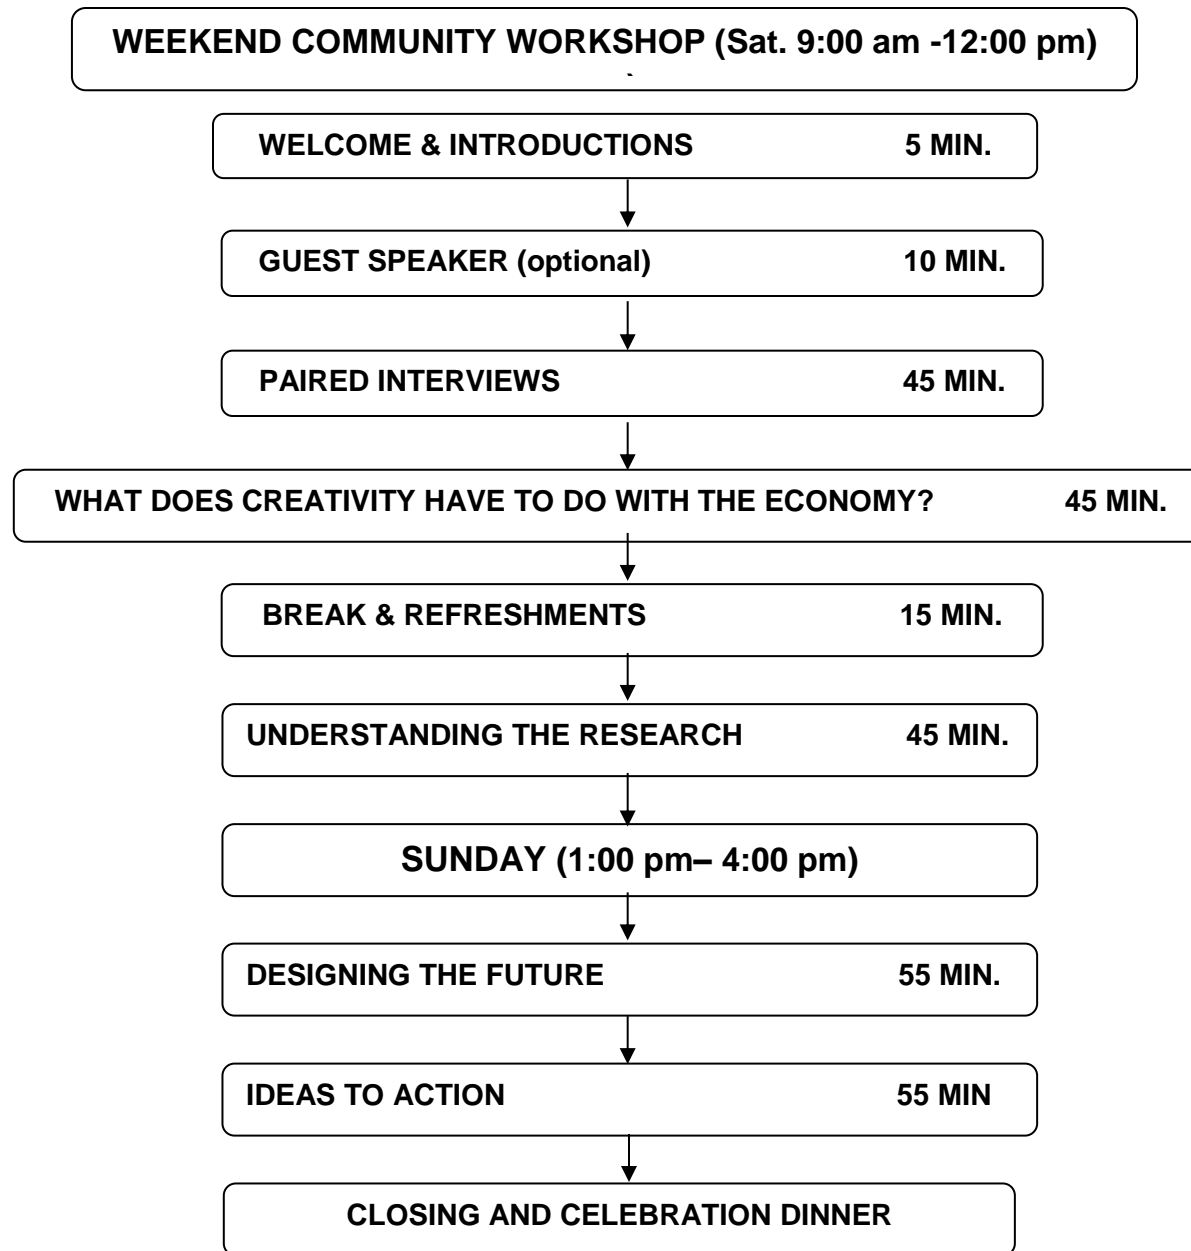 WEEKEND COMMUNITY WORKSHOP (Sat. 9:00 am -12:00 pm)
`
WELCOME & INTRODUCTIONS 5 MIN.
GUEST SPEAKER (optional) 10 MIN.
PAIRED INTERVIEWS 45 MIN.
WHAT DOES CREATIVITY HAVE TO DO WITH THE ECONOMY? 45 MIN.
BREAK & REFRESHMENTS 15 MIN.
UNDERSTANDING THE RESEARCH 45 MIN.
SUNDAY (1:00 pm– 4:00 pm)
DESIGNING THE FUTURE 55 MIN.
IDEAS TO ACTION 55 MIN
CLOSING AND CELEBRATION DINNER